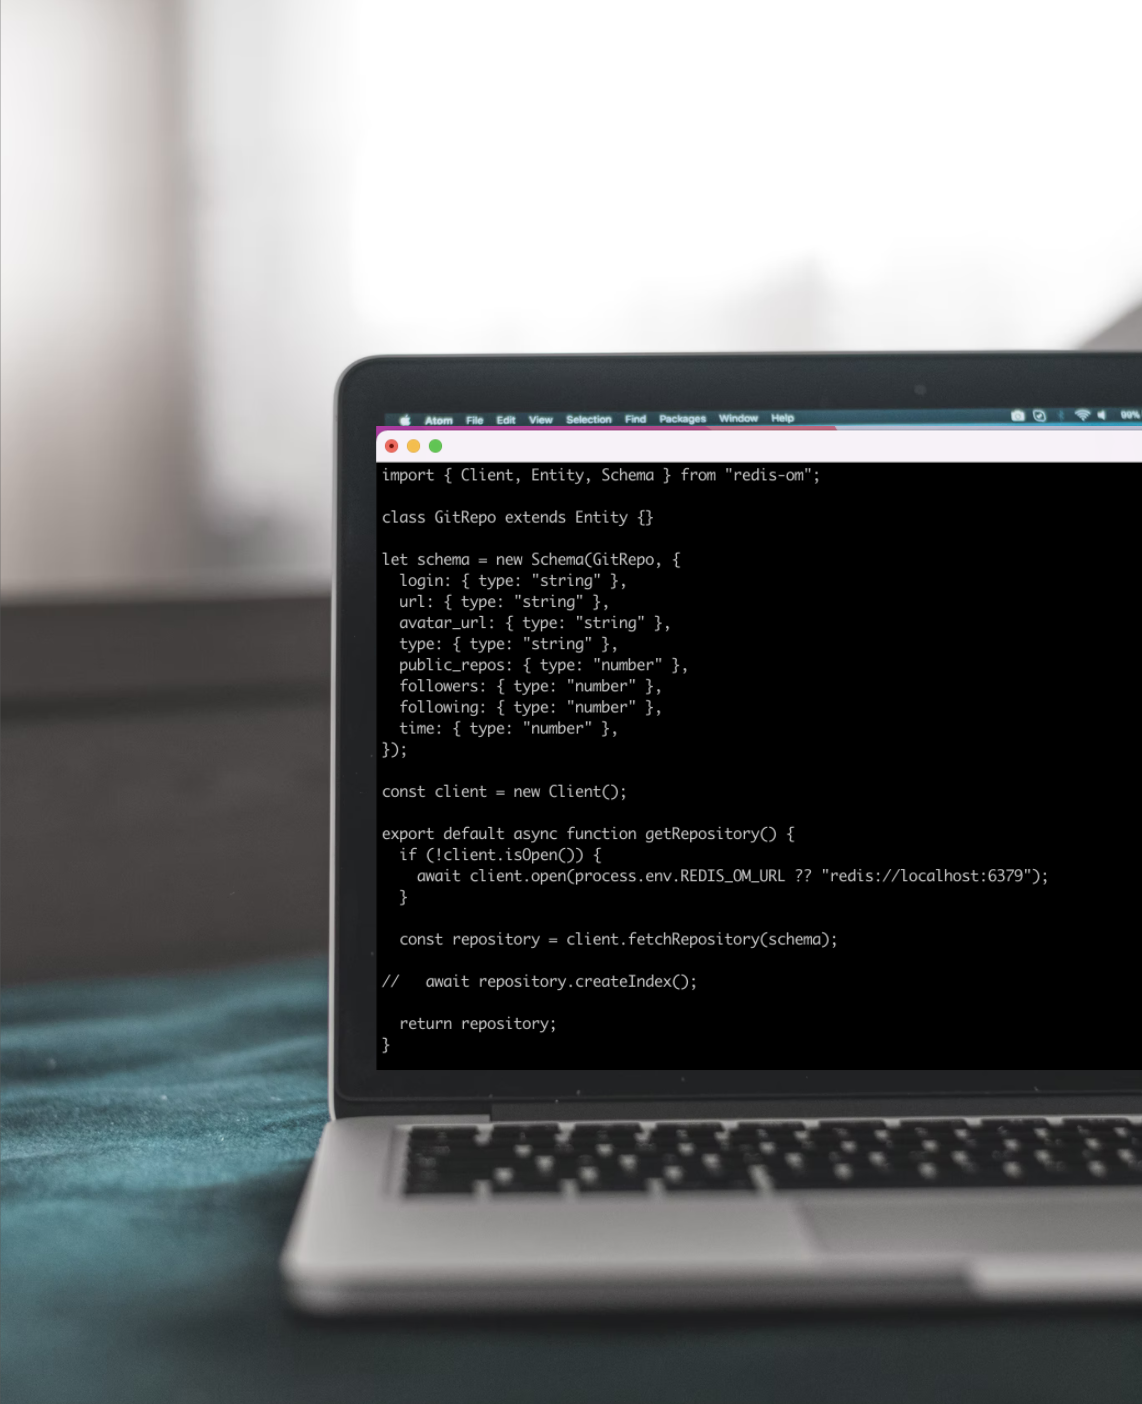 Atom File Edit View Selection Find Packages Window Help 99%
import { Client, Entity, Schema } from "redis-om";
class GitRepo extends Entity {}
let schema = new Schema(GitRepo, {
  login: { type: "string" },
  url: { type: "string" },
  avatar_url: { type: "string" },
  type: { type: "string" },
  public_repos: { type: "number" },
  followers: { type: "number" },
  following: { type: "number" },
  time: { type: "number" },
});
const client = new Client();
export default async function getRepository() {
  if (!client.isOpen()) {
    await client.open(process.env.REDIS_OM_URL ?? "redis://localhost:6379");
  }
  const repository = client.fetchRepository(schema);
//   await repository.createIndex();
  return repository;
}